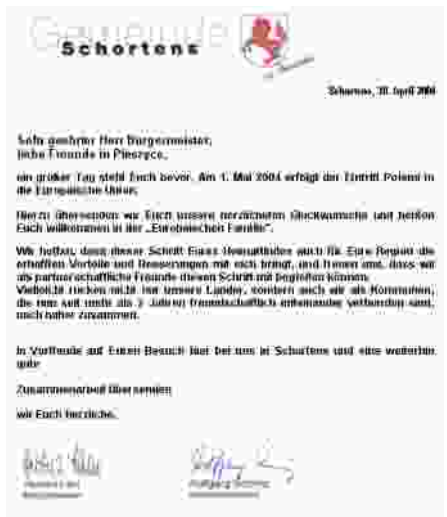 Gemeinde
Schortens
Schortens, 30. April 2004
Sehr geehrter Herr Bürgermeister,
liebe Freunde in Pieszyce,
ein großer Tag steht Euch bevor. Am 1. Mai 2004 erfolgt der Eintritt Polens in
die Europäische Union.
Hierzu übersenden wir Euch unsere herzlichsten Glückwünsche und heißen
Euch willkommen in der „Europäischen Familie".
Wir hoffen, dass dieser Schritt Eures Heimatlandes auch für Eure Region die
erhofften Vorteile und Besserungen mit sich bringt, und freuen uns, dass wir
als partnerschaftliche Freunde diesen Schritt mit begleiten können.
Vielleicht rücken nicht nur unsere Länder, sondern auch wir als Kommunen,
die nun seit mehr als Jahren freundschaftlich miteinander verbunden sind,
noch näher zusammen.
In Vorfreude auf Euren Besuch hier bei uns in Schortens und eine weiterhin
gute
Zusammenarbeit übersenden
wir Euch herzliche.